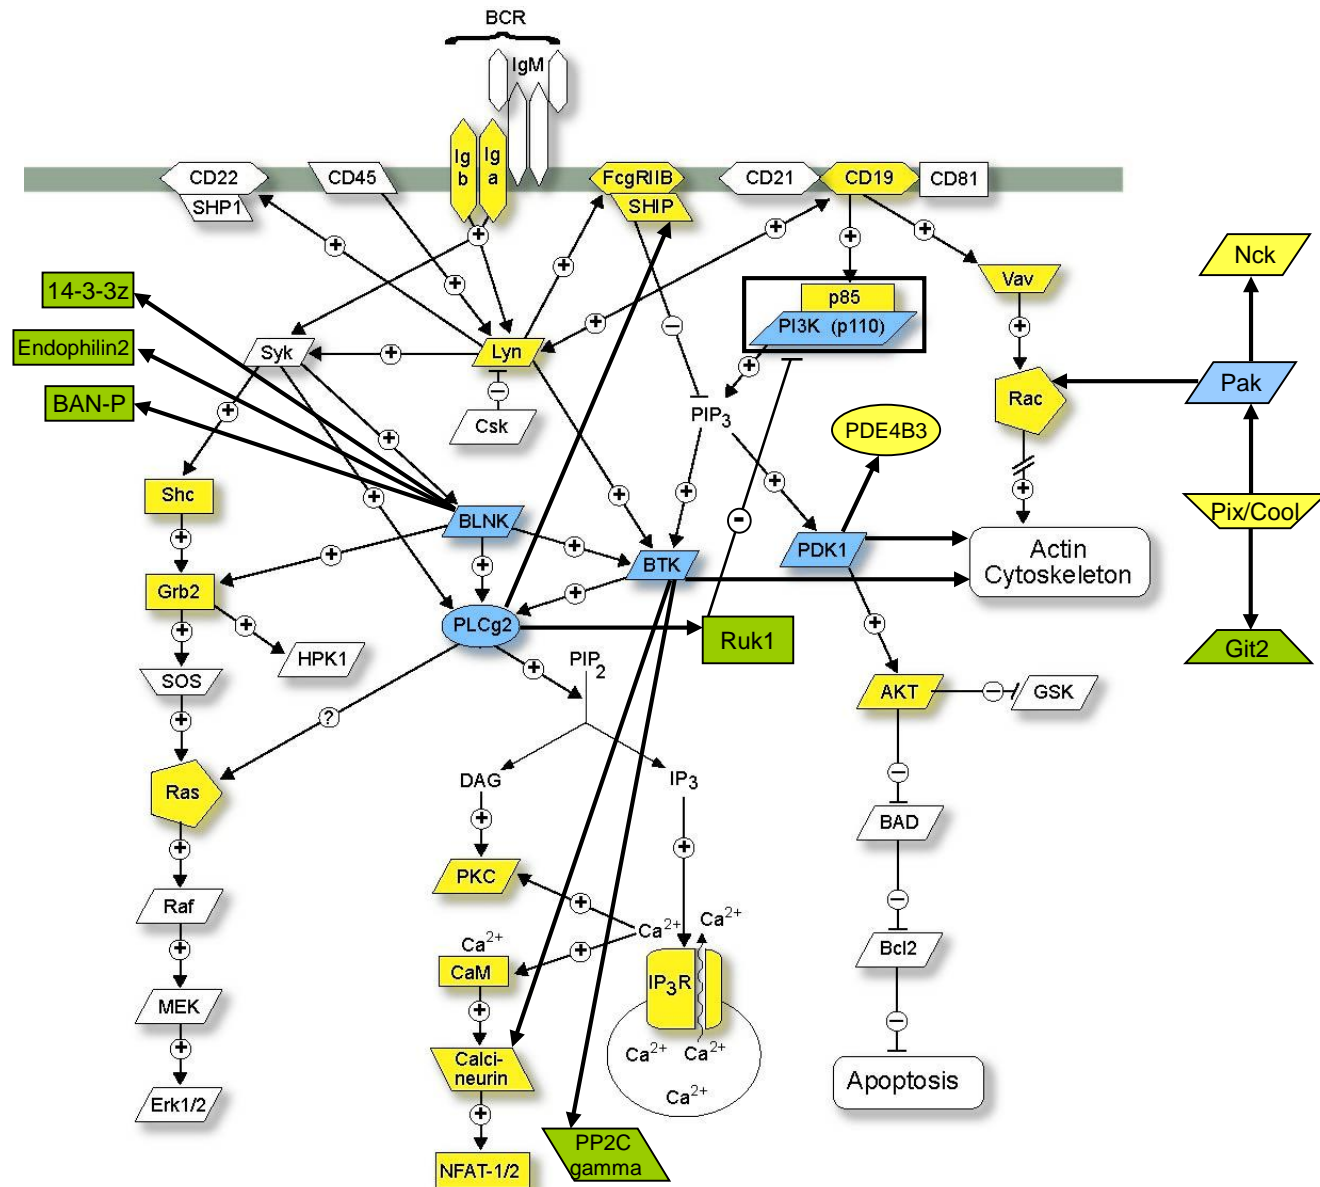 BCR
IgM
Ig
b
Ig
a
CD22
SHP1
CD45
FcgRIIB
SHIP
CD21
CD19
CD81
+
+
+
+
+
+
+
Nck
Vav
14-3-3z
p85
PI3K (p110)
+
+
−
Endophilin2
Syk
+
Lyn
+
BAN-P
−
Csk
+
+
PIP3
PDE4B3
Rac
Pak
Shc
+
+
+
+
+
BLNK
Pix/Cool
+
+
+
+
-
PDK1
Actin
Cytoskeleton
BTK
Grb2
+
+
+
PLCg2
Ruk1
+
Git2
HPK1
SOS
+
PIP2
AKT
−
GSK
+
?
DAG
IP3
−
Ras
+
BAD
+
+
PKC
Raf
+
−
Ca2+
Ca2+
+
Ca2+
+
CaM
Bcl2
IP3R
MEK
+
−
+
Calci-
neurin
Ca2+
Ca2+
Ca2+
Apoptosis
Erk1/2
+
PP2C
gamma
NFAT-1/2